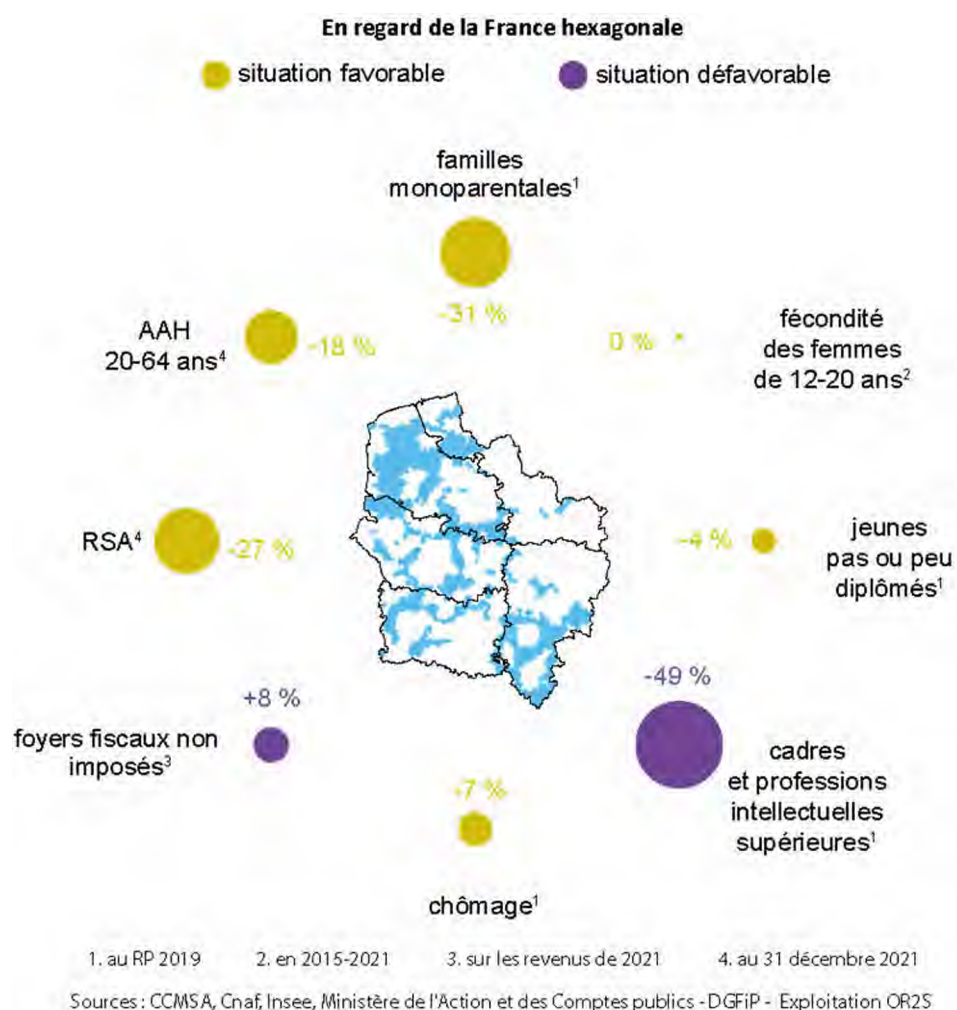 En regard de la France hexagonale
situation favorable
situation défavorable
familles
monoparentales¹
-31 %
AAH
20-64 ans⁴
-18 %
0 %
fécondité
des femmes
de 12-20 ans²
RSA⁴
-27 %
-4 %
jeunes
pas ou peu
diplômés¹
+8 %
foyers fiscaux non
imposés³
-49 %
cadres
et professions
intellectuelles
supérieures¹
-7 %
chômage¹
1. au RP 2019
2. en 2015-2021
3. sur les revenus de 2021
4. au 31 décembre 2021
Sources : CCMSA, Cnaf, Insee, Ministère de l'Action et des Comptes publics - DGFiP - Exploitation OR2S